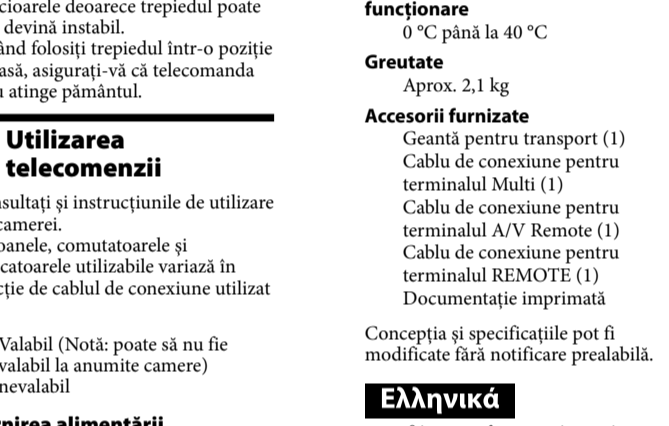 cioarele deoarece trepiedul poate
devină instabil.
ând folosiți trepiedul într-o poziție
asă, asigurați-vă că telecomanda
atinge pământul.
Utilizarea
telecomenzii
sultați și instrucțiunile de utilizare
camerei.
oanele, comutatoarele și
catoarele utilizabile variază în
cție de cablul de conexiune utilizat
Valabil (Notă: poate să nu fie
valabil la anumite camere)
nevalabil
rnirea alimentării
funcționare
0 °C până la 40 °C
Greutate
Aprox. 2,1 kg
Accesorii furnizate
Geantă pentru transport (1)
Cablu de conexiune pentru
terminalul Multi (1)
Cablu de conexiune pentru
terminalul A/V Remote (1)
Cablu de conexiune pentru
terminalul REMOTE (1)
Documentație imprimată
Concepția și specificațiile pot fi
modificate fără notificare prealabilă.
Ελληνικά